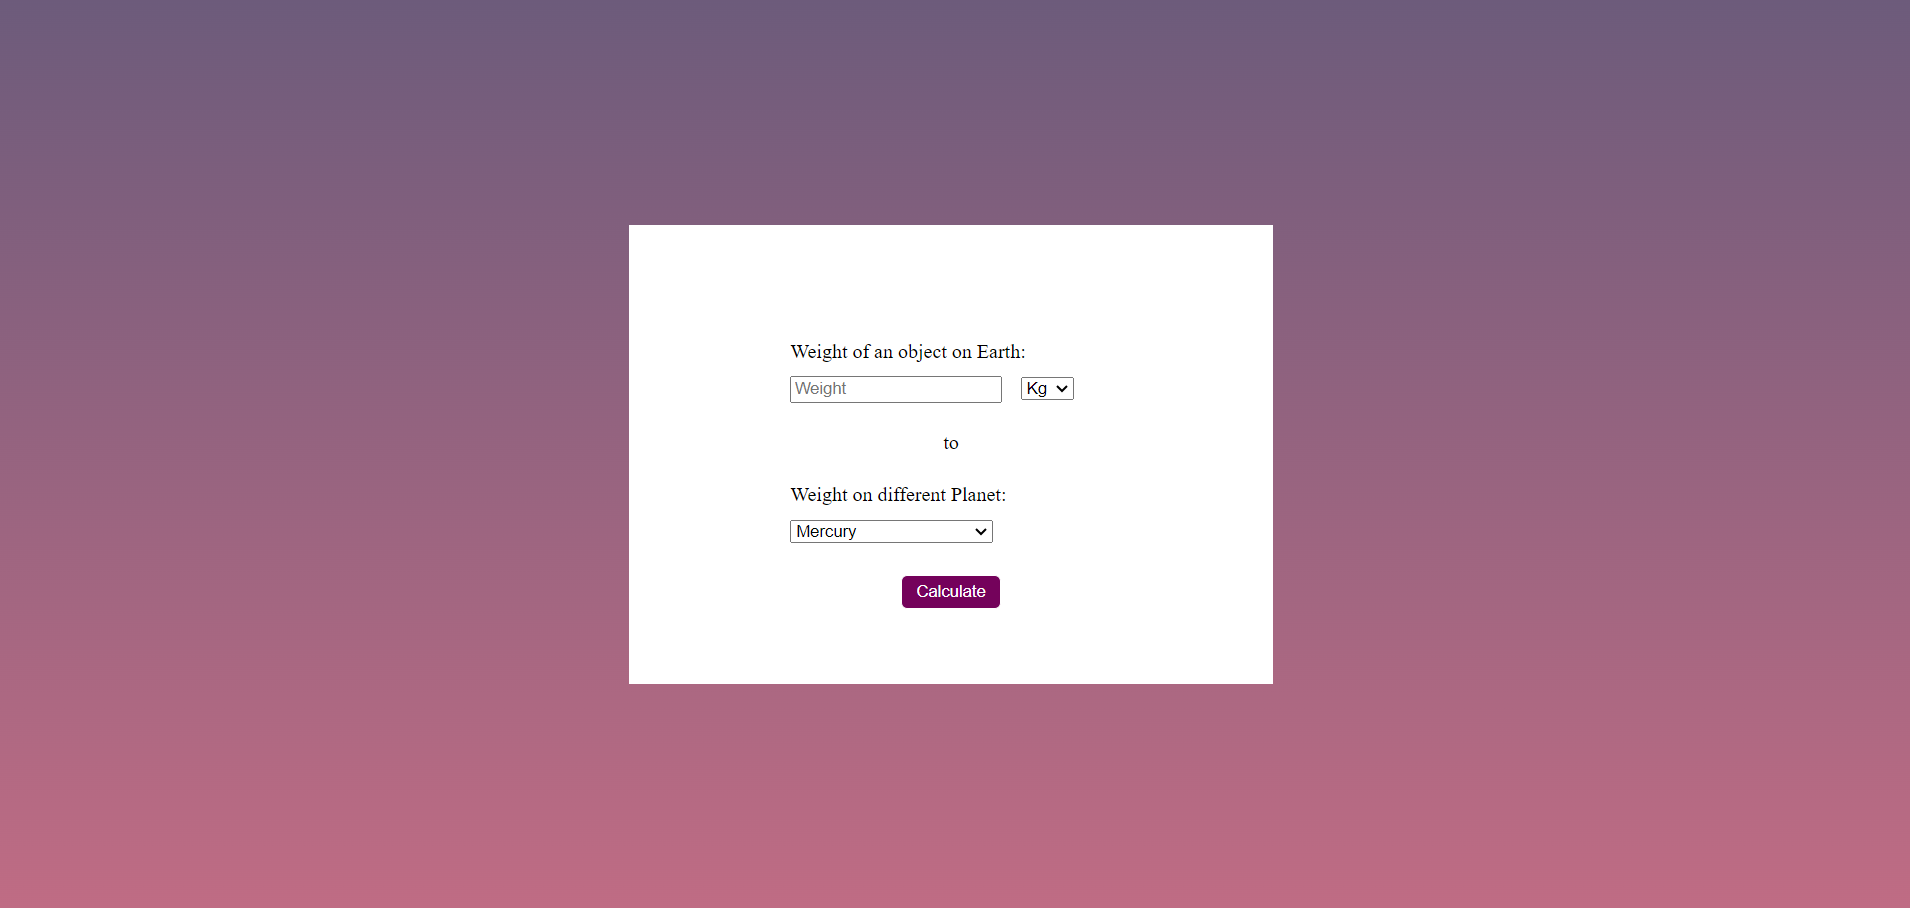 Weight of an object on Earth:
Weight Kg
to
Weight on different Planet:
Mercury
Calculate